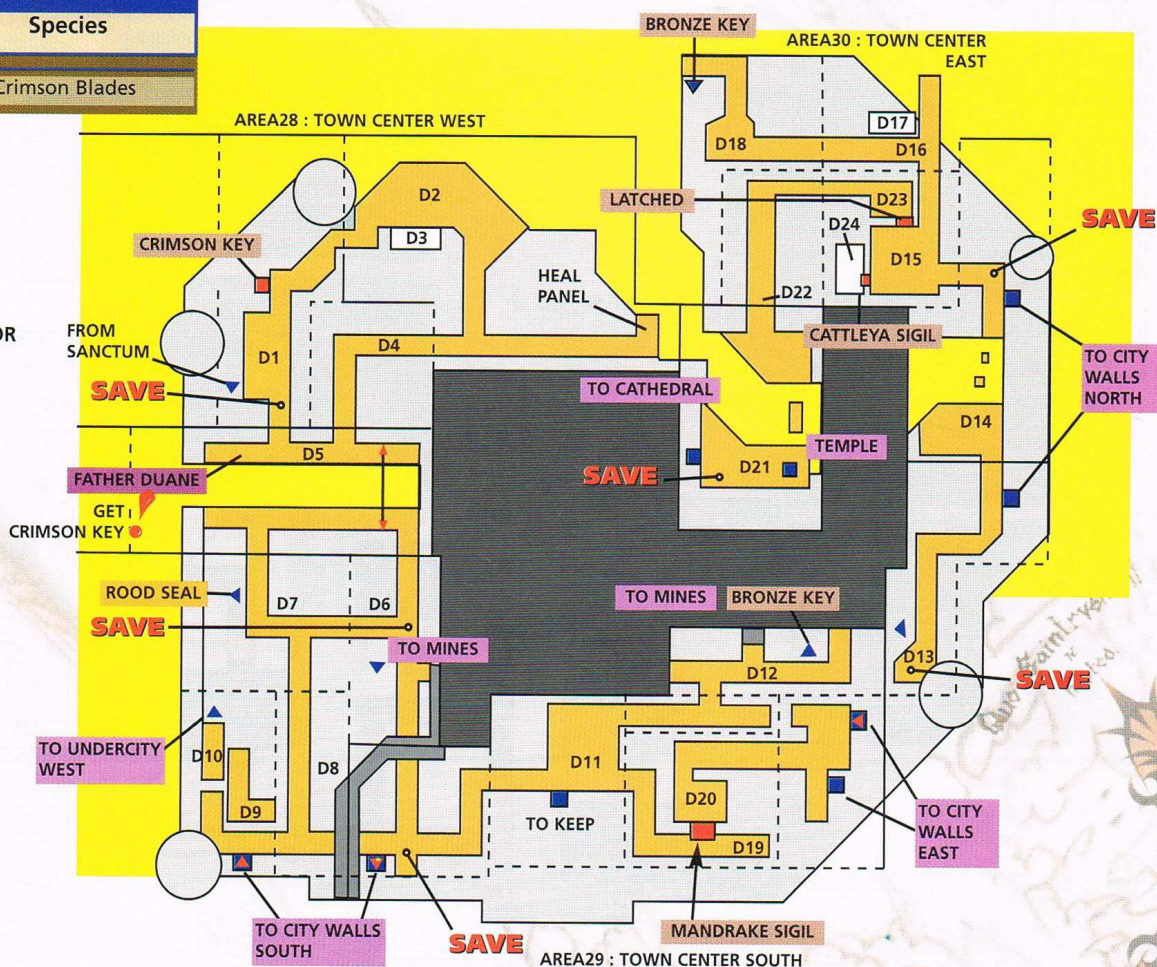 Species
Crimson Blades
BRONZE KEY
AREA30 : TOWN CENTER
EAST
AREA28 : TOWN CENTER WEST
D17
D18
D16
D2
LATCHED
D23
SAVE
CRIMSON KEY
D3
D24
D15
HEAL
PANEL
D22
OR
FROM
SANCTUM
D1
D4
CATTLEYA SIGIL
TO CITY
WALLS
NORTH
SAVE
TO CATHEDRAL
D14
D5
TEMPLE
FATHER DUANE
SAVE
D21
GET
CRIMSON KEY
ROOD SEAL
D7
D6
TO MINES
BRONZE KEY
SAVE
TO MINES
D13
D12
SAVE
TO UNDERCITY
WEST
D10
D8
D11
D9
D20
TO KEEP
D19
TO CITY
WALLS
EAST
TO CITY WALLS
SOUTH
SAVE
MANDRAKE SIGIL
AREA29 : TOWN CENTER SOUTH